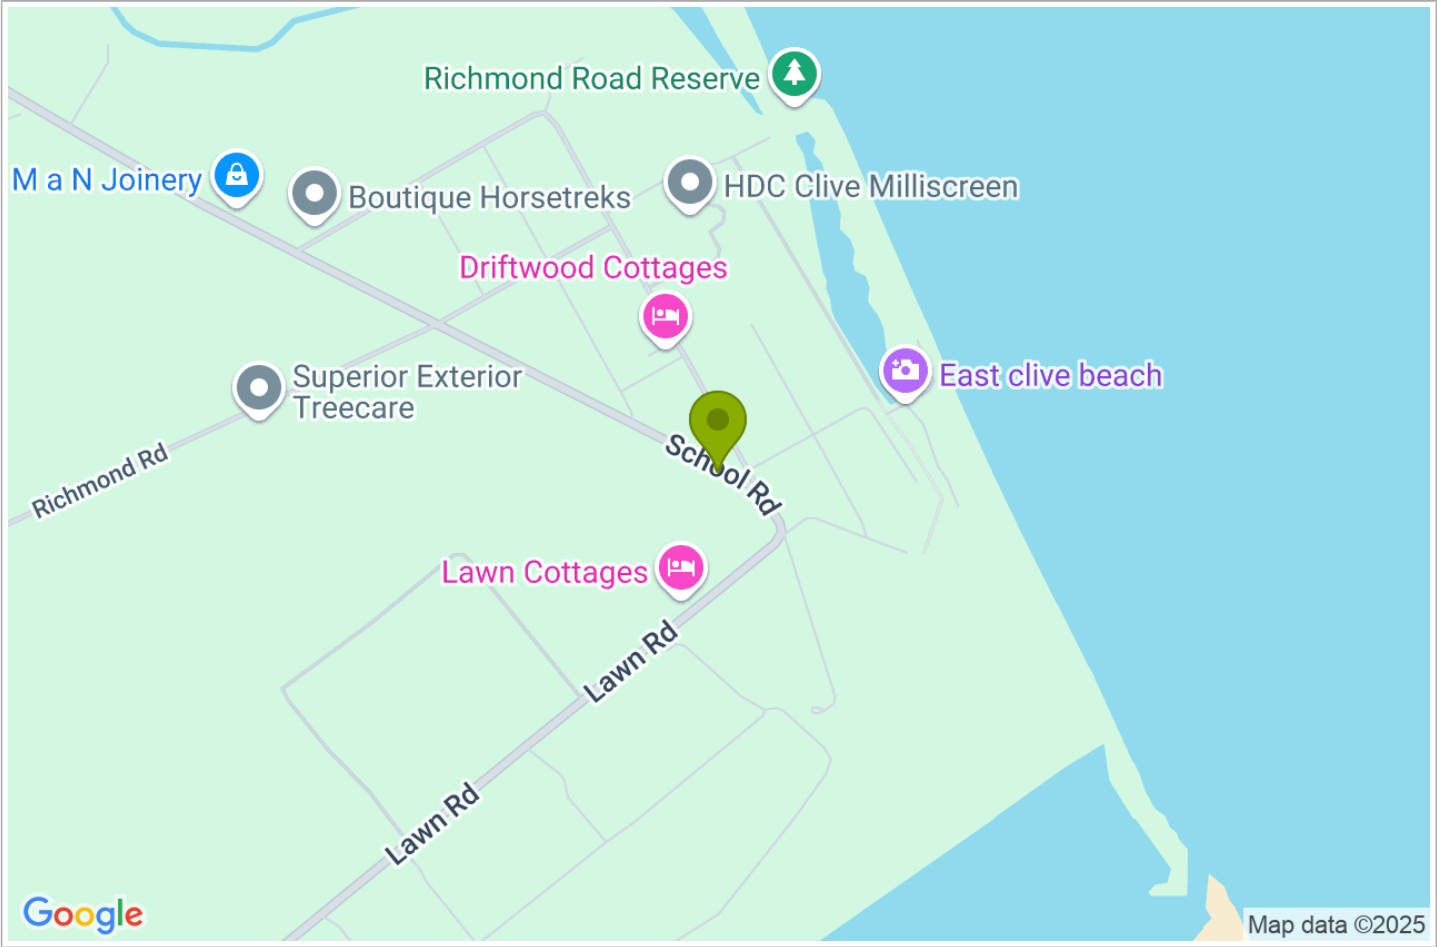 Richmond Road Reserve
M a N Joinery
Boutique Horsetreks
HDC Clive Milliscreen
Driftwood Cottages
Superior Exterior
Treecare
East clive beach
Richmond Rd
School Rd
Lawn Cottages
Lawn Rd
Lawn Rd
Google
Map data ©2025